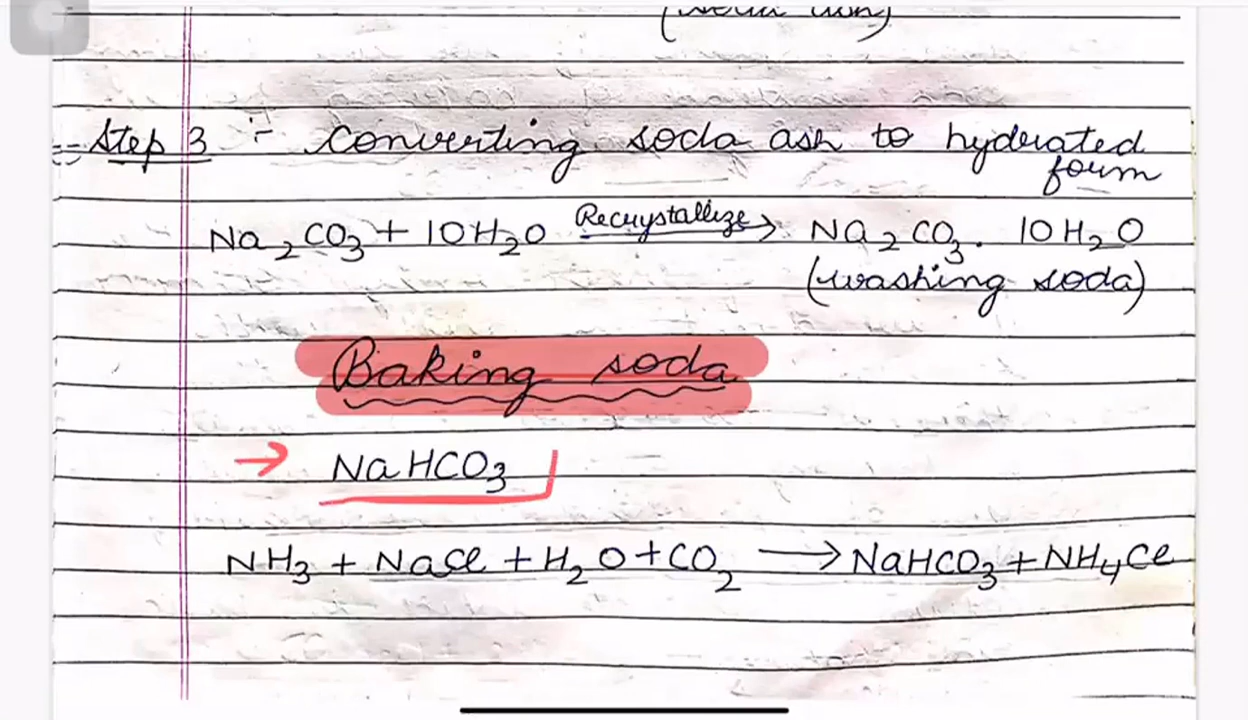 Step 3 :- Converting soda ash to hydrated
form
Na₂CO₃ + 10H₂O Recrystallize → Na₂CO₃. 10H₂O
(washing soda)
Baking soda
→ NaHCO₃
NH₃ + NaCl + H₂O + CO₂ → NaHCO₃ + NH₄Cl